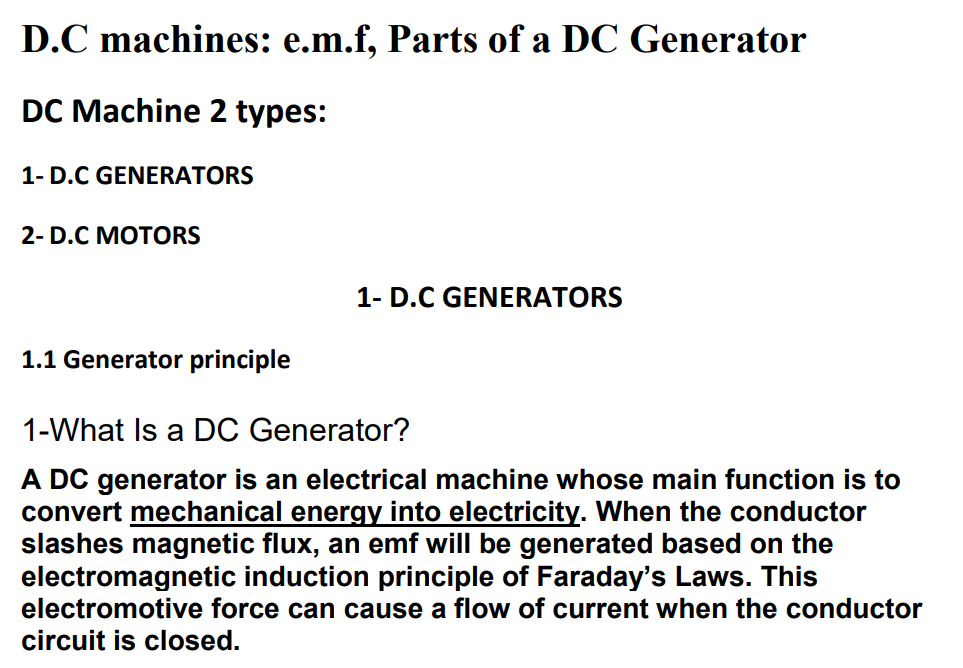 D.C machines: e.m.f, Parts of a DC Generator
DC Machine 2 types:
1- D.C GENERATORS
2- D.C MOTORS
1- D.C GENERATORS
1.1 Generator principle
1-What Is a DC Generator?
A DC generator is an electrical machine whose main function is to
convert mechanical energy into electricity. When the conductor
slashes magnetic flux, an emf will be generated based on the
electromagnetic induction principle of Faraday’s Laws. This
electromotive force can cause a flow of current when the conductor
circuit is closed.